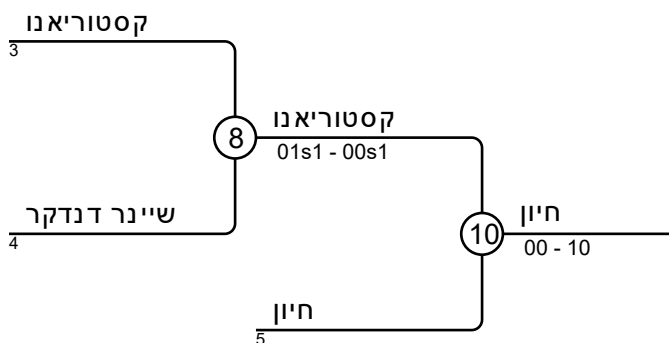 קסטוריאנו
3
8
קסטוריאנו
01s1 - 00s1
שיינר דנדקר
4
10
חיון
00 - 10
חיון
5